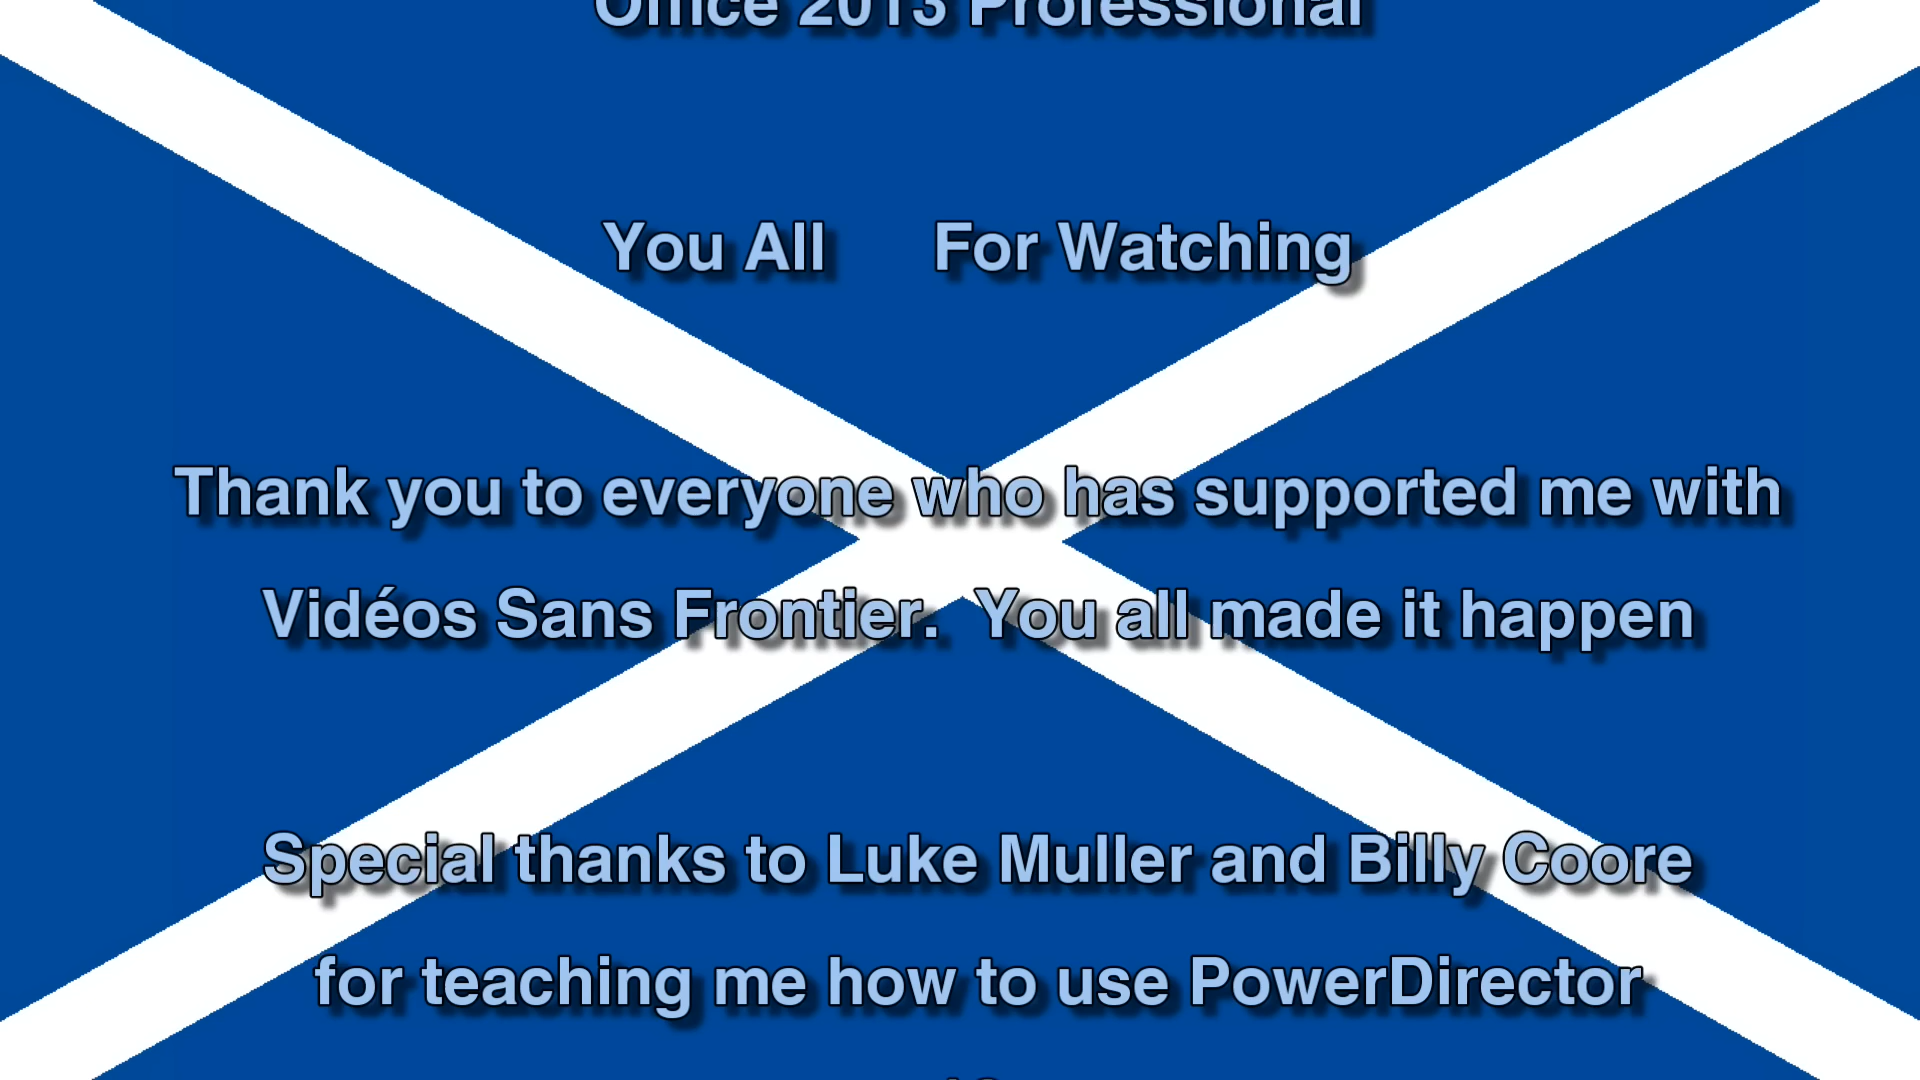 Office 2013 Professional
You All For Watching
Thank you to everyone who has supported me with
Vidéos Sans Frontier. You all made it happen
Special thanks to Luke Muller and Billy Coore
for teaching me how to use PowerDirector